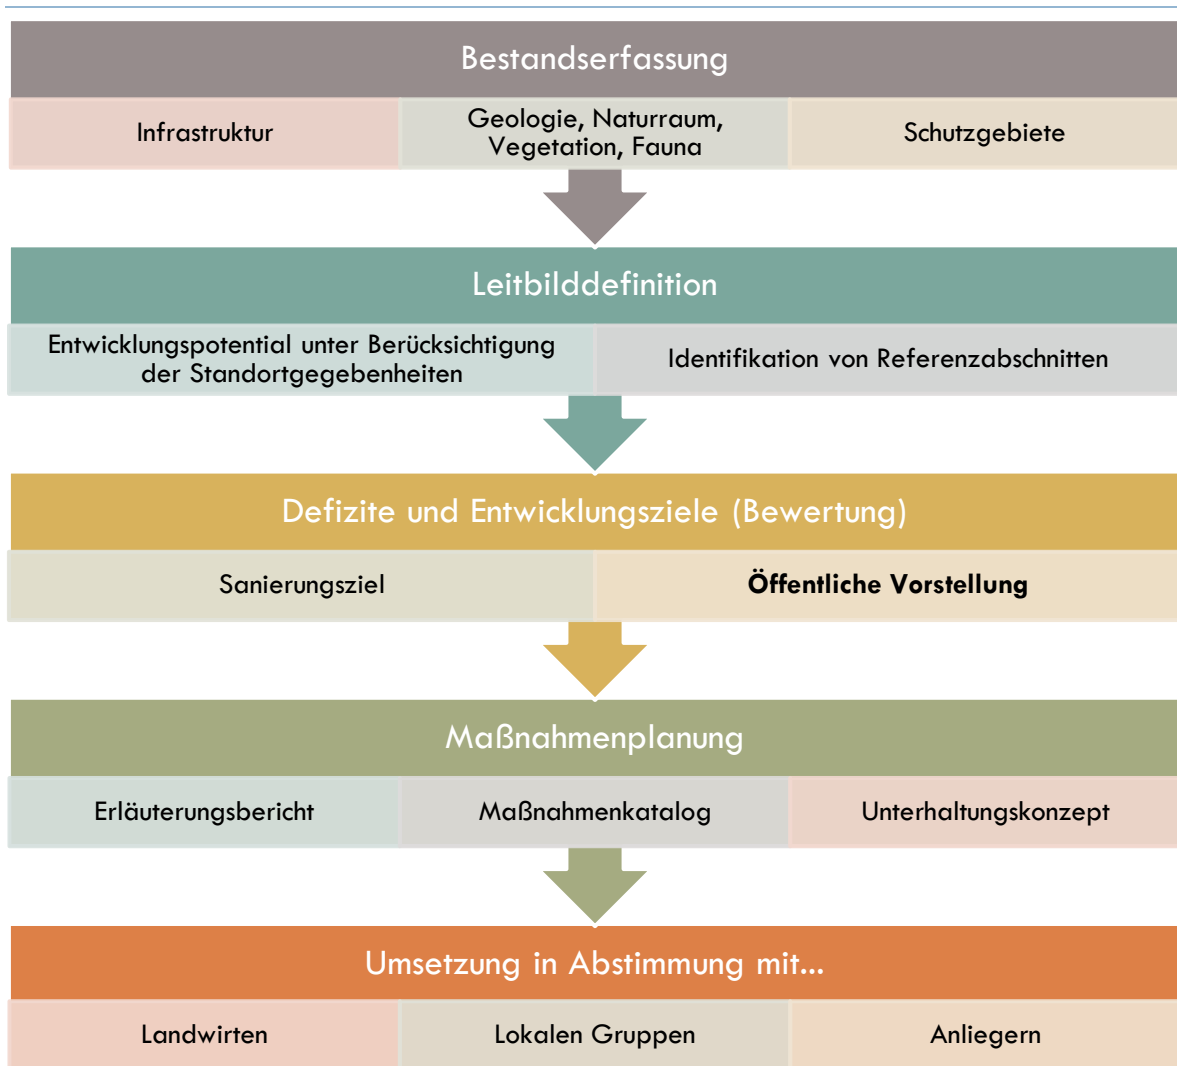 Bestandserfassung
Infrastruktur
Geologie, Naturraum,
Vegetation, Fauna
Schutzgebiete
Leitbilddefinition
Entwicklungspotential unter Berücksichtigung
der Standortgegebenheiten
Identifikation von Referenzabschnitten
Defizite und Entwicklungsziele (Bewertung)
Sanierungsziel
Öffentliche Vorstellung
Maßnahmenplanung
Erläuterungsbericht
Maßnahmenkatalog
Unterhaltungskonzept
Umsetzung in Abstimmung mit...
Landwirten
Lokalen Gruppen
Anliegern